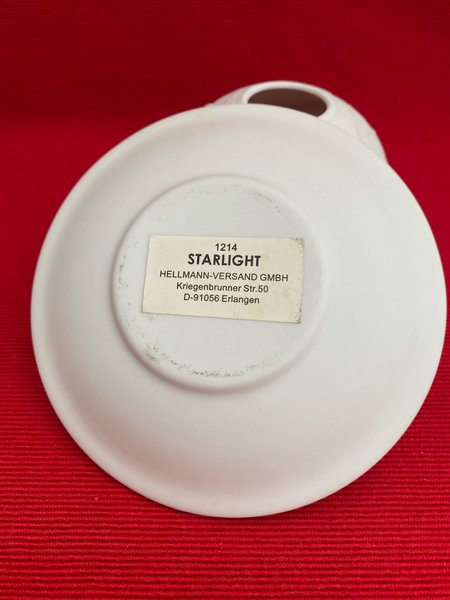 1214
STARLIGHT
HELLMANN-VERSAND GMBH
Kriegenbrunner Str.50
D-91056 Erlangen